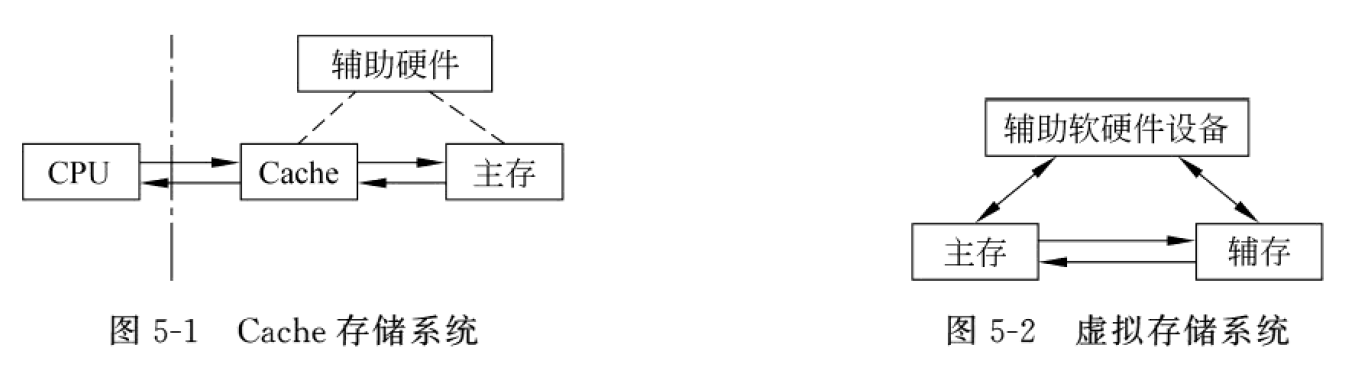 辅助硬件
CPU
Cache
主存
图 5-1 Cache 存储系统
辅助软硬件设备
主存
辅存
图 5-2 虚拟存储系统